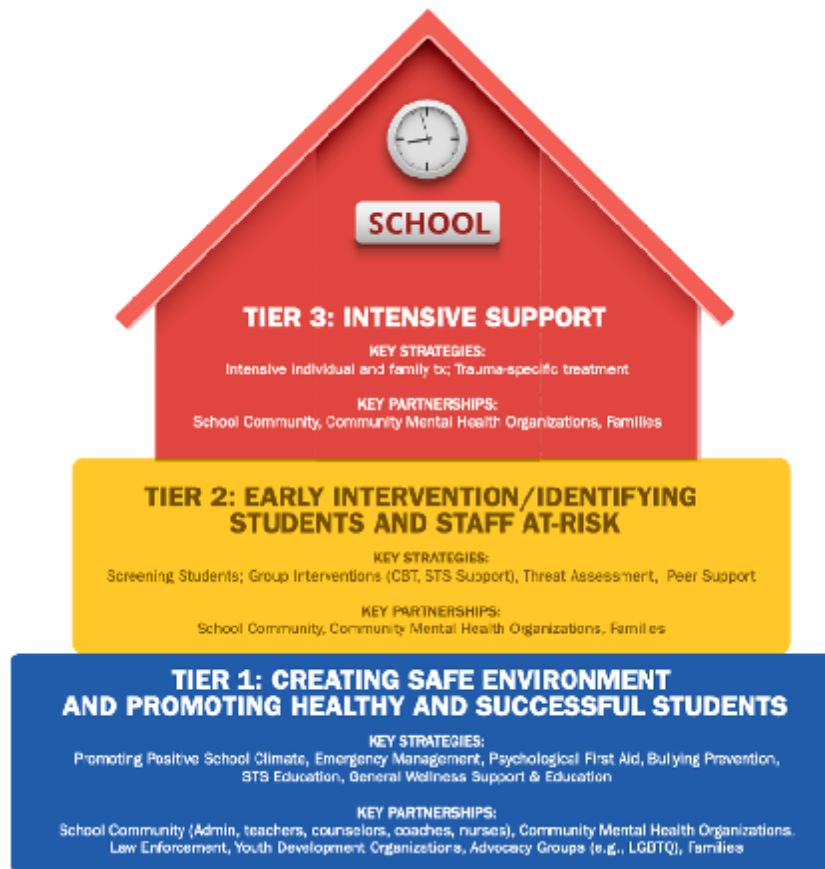 SCHOOL
TIER 3: INTENSIVE SUPPORT
KEY STRATEGIES:
Intensive individual and family tx; Trauma-specific treatment
KEY PARTNERSHIPS:
School Community, Community Mental Health Organizations, Families
TIER 2: EARLY INTERVENTION/IDENTIFYING
STUDENTS AND STAFF AT-RISK
KEY STRATEGIES:
Screening Students; Group Interventions (CBT, STS Support), Threat Assessment, Peer Support
KEY PARTNERSHIPS:
School Community, Community Mental Health Organizations, Families
TIER 1: CREATING SAFE ENVIRONMENT
AND PROMOTING HEALTHY AND SUCCESSFUL STUDENTS
KEY STRATEGIES:
Promoting Positive School Climate, Emergency Management, Psychological First Aid, Bullying Prevention,
STS Education, General Wellness Support & Education
KEY PARTNERSHIPS:
School Community (Admin, teachers, counselors, coaches, nurses), Community Mental Health Organizations.
Law Enforcement, Youth Development Organizations, Advocacy Groups (e.g., LGBTQ), Families